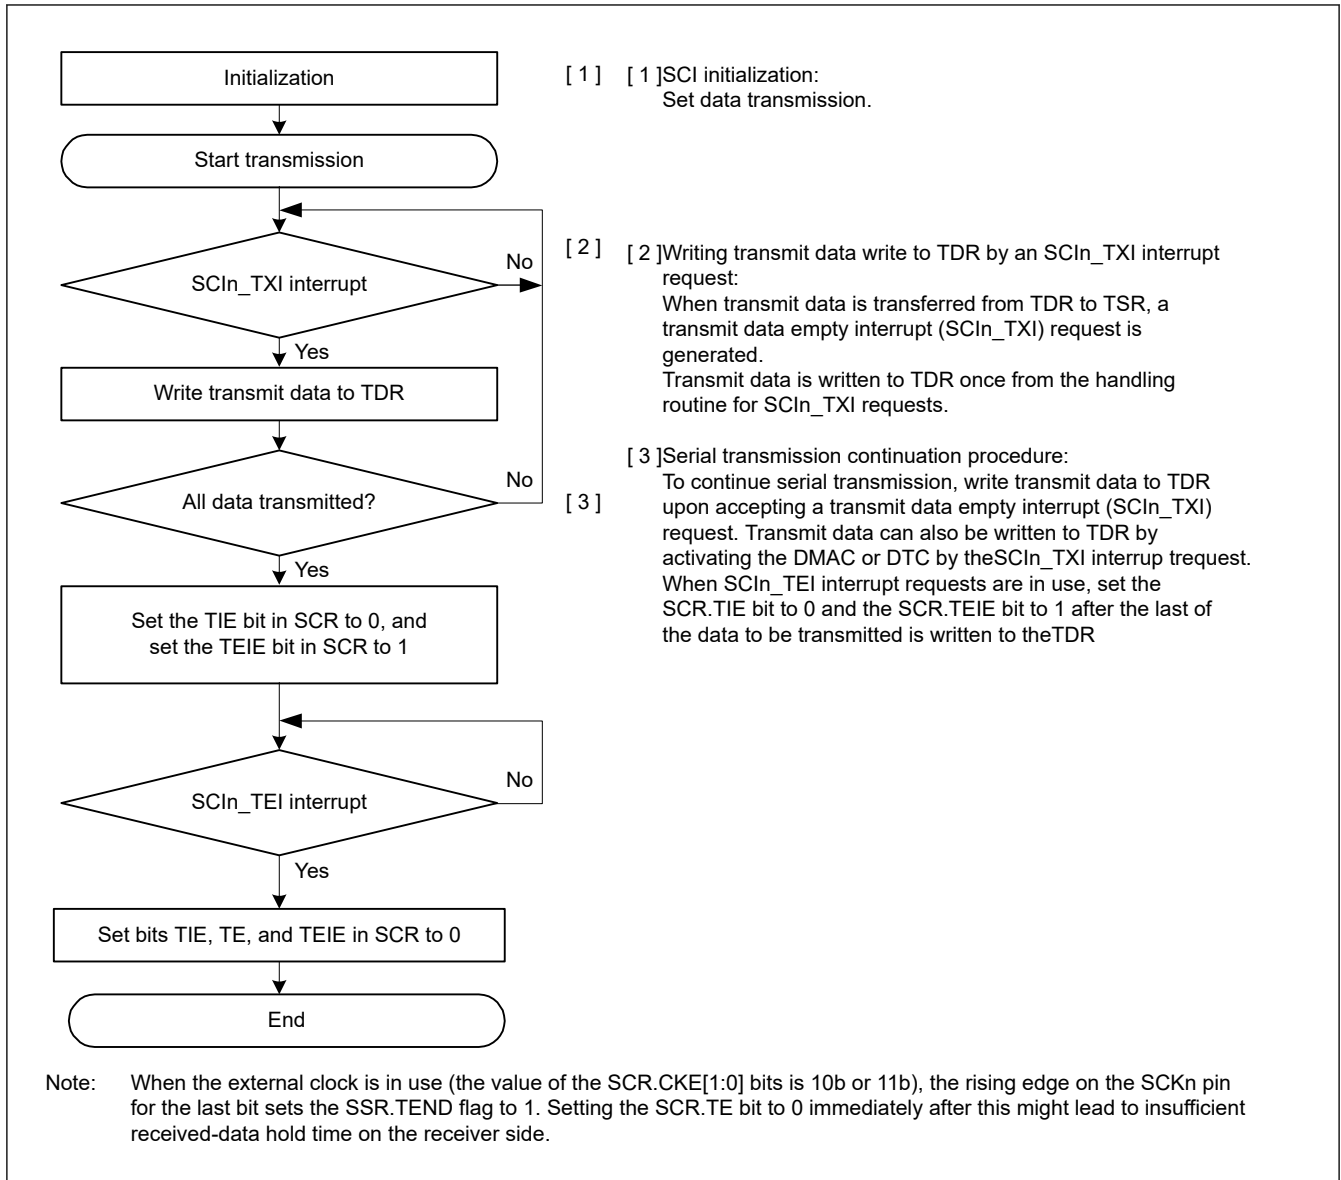 Initialization
[ 1 ]
[ 1 ]SCI initialization:
Set data transmission.
Start transmission
SCIn_TXI interrupt
No
Yes
[ 2 ]
[ 2 ]Writing transmit data write to TDR by an SCIn_TXI interrupt
request:
When transmit data is transferred from TDR to TSR, a
transmit data empty interrupt (SCIn_TXI) request is
generated.
Transmit data is written to TDR once from the handling
routine for SCIn_TXI requests.
Write transmit data to TDR
All data transmitted?
No
Yes
[ 3 ]
[ 3 ]Serial transmission continuation procedure:
To continue serial transmission, write transmit data to TDR
upon accepting a transmit data empty interrupt (SCIn_TXI)
request. Transmit data can also be written to TDR by
activating the DMAC or DTC by theSCIn_TXI interrup trequest.
When SCIn_TEI interrupt requests are in use, set the
SCR.TIE bit to 0 and the SCR.TEIE bit to 1 after the last of
the data to be transmitted is written to theTDR
Set the TIE bit in SCR to 0, and
set the TEIE bit in SCR to 1
SCIn_TEI interrupt
No
Yes
Set bits TIE, TE, and TEIE in SCR to 0
End
Note: When the external clock is in use (the value of the SCR.CKE[1:0] bits is 10b or 11b), the rising edge on the SCKn pin
for the last bit sets the SSR.TEND flag to 1. Setting the SCR.TE bit to 0 immediately after this might lead to insufficient
received-data hold time on the receiver side.